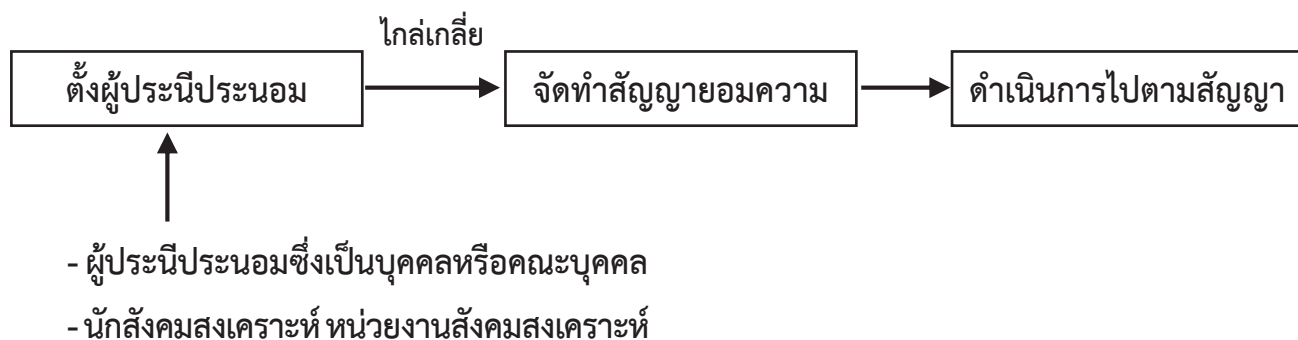 ไกล่เกลี่ย
ตั้งผู้ประนีประนอม
จัดทำสัญญายอมความ
ดำเนินการไปตามสัญญา
- ผู้ประนีประนอมซึ่งเป็นบุคคลหรือคณะบุคคล
- นักสังคมสงเคราะห์ หน่วยงานสังคมสงเคราะห์